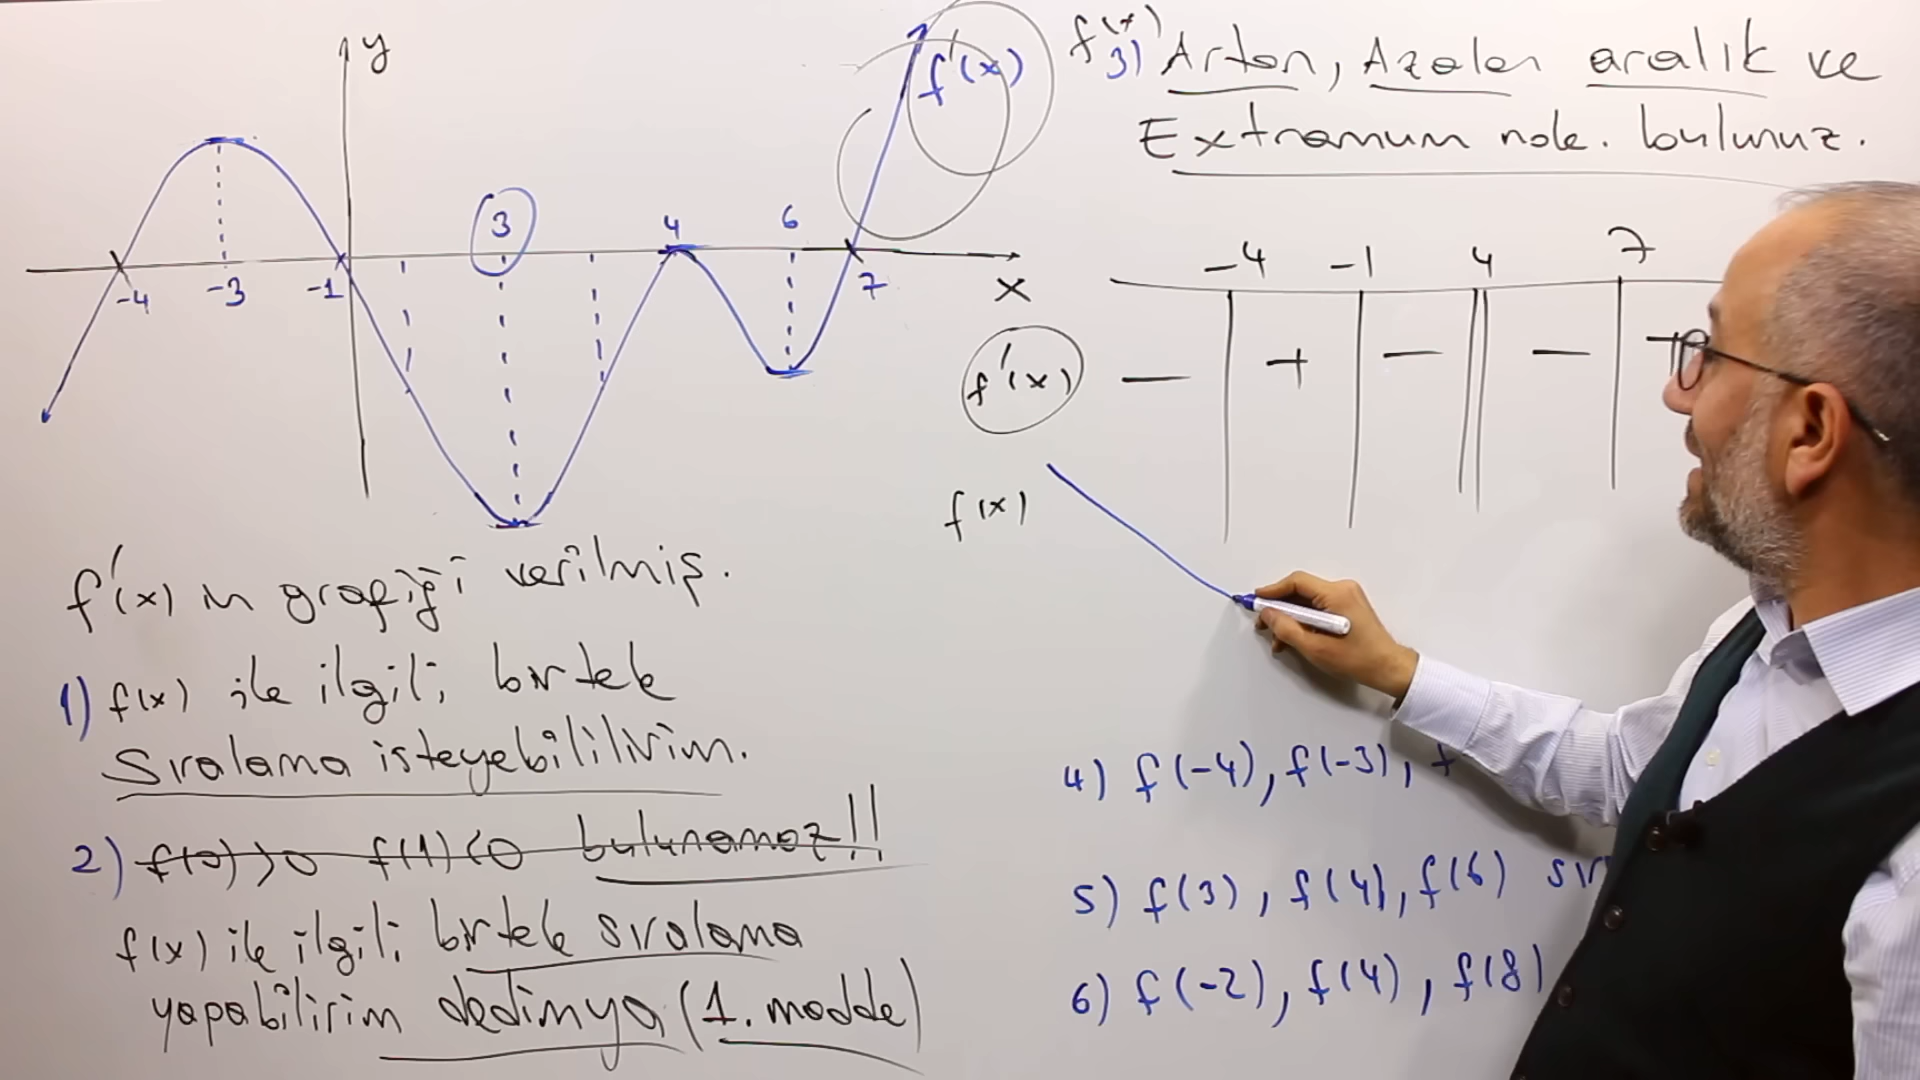 y
f'(x)
3
4
6
-4
-3
-1
7
x
f'(x) in grafiği verilmiş.
1) f(x) ile ilgili birtek
Sıralama isteyebilirim.
2) f(0)>0 f(1)<0 bulunamaz!!
f(x) ile ilgili birtek sıralama
yapabilirim dedimya (1. madde)
f(x)
3) Artan, Azalan aralık ve
Extramum nok. bulunuz.
-4 -1 4 7
f'(x) - + - - +
f(x)
4) f(-4), f(-3),
5) f(3), f(4), f(6) sır
6) f(-2), f(4), f(8)